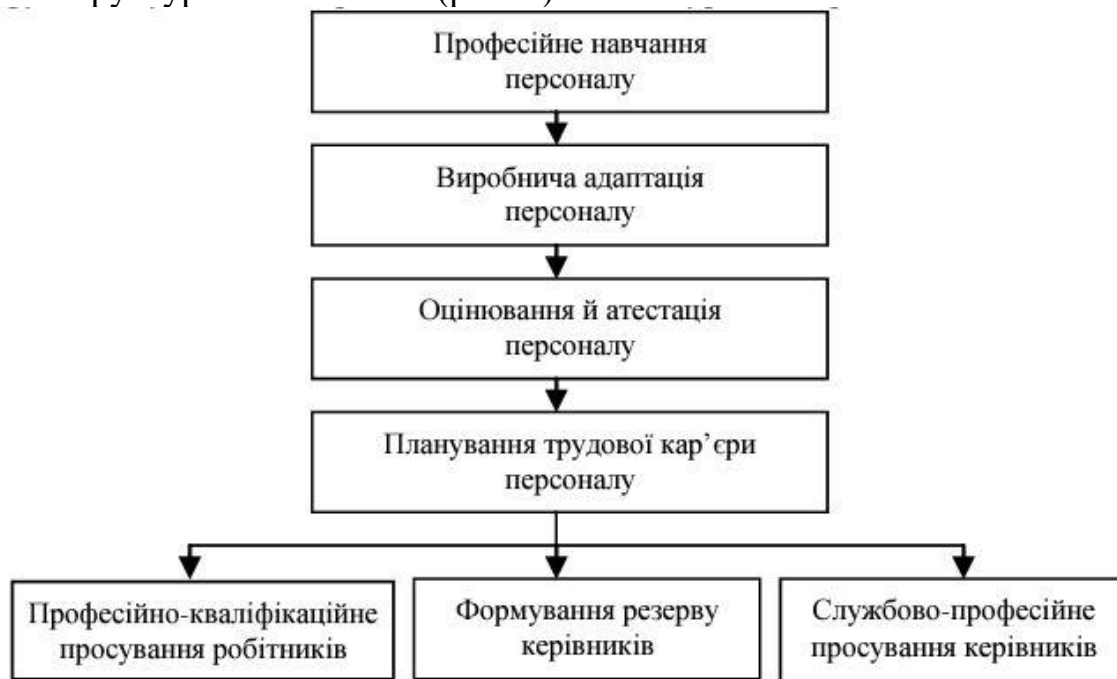 Професійне навчання
персоналу
Виробнича адаптація
персоналу
Оцінювання й атестація
персоналу
Планування трудової кар’єри
персоналу
Професійно-кваліфікаційне
просування робітників
Формування резерву
керівників
Службово-професійне
просування керівників